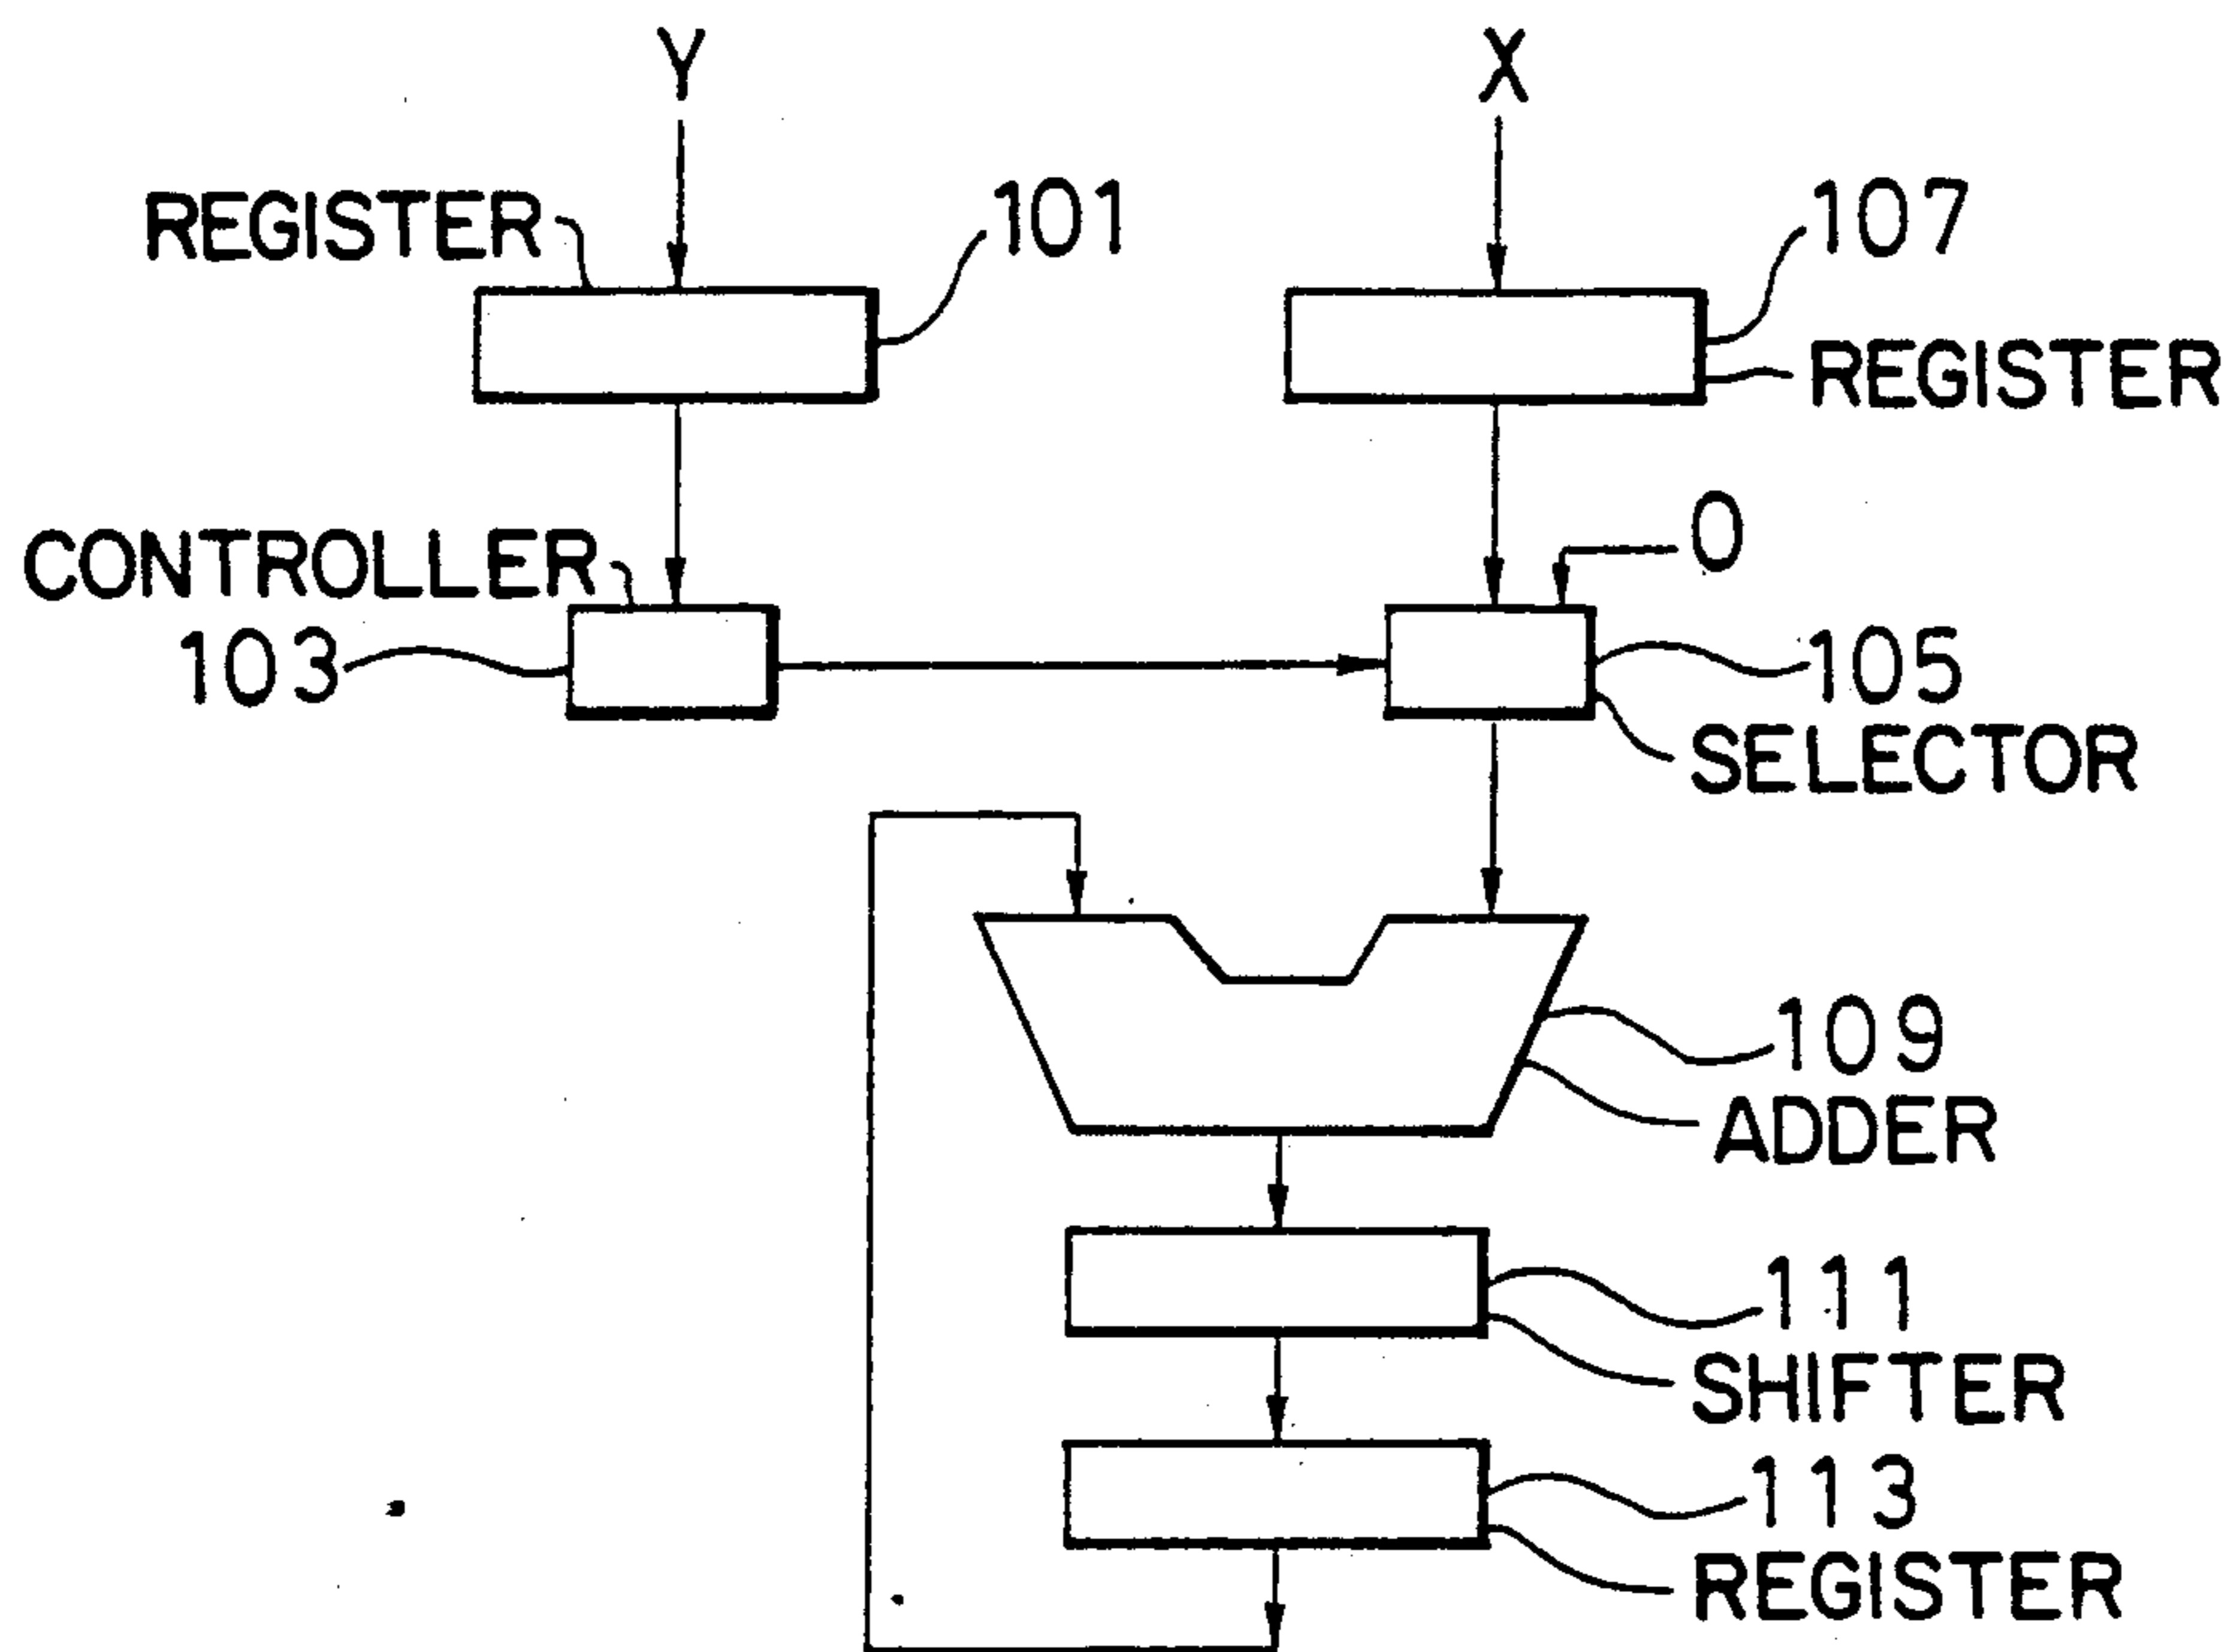 Y
X
REGISTER
101
107
REGISTER
CONTROLLER
0
103
105
SELECTOR
109
ADDER
111
SHIFTER
113
REGISTER